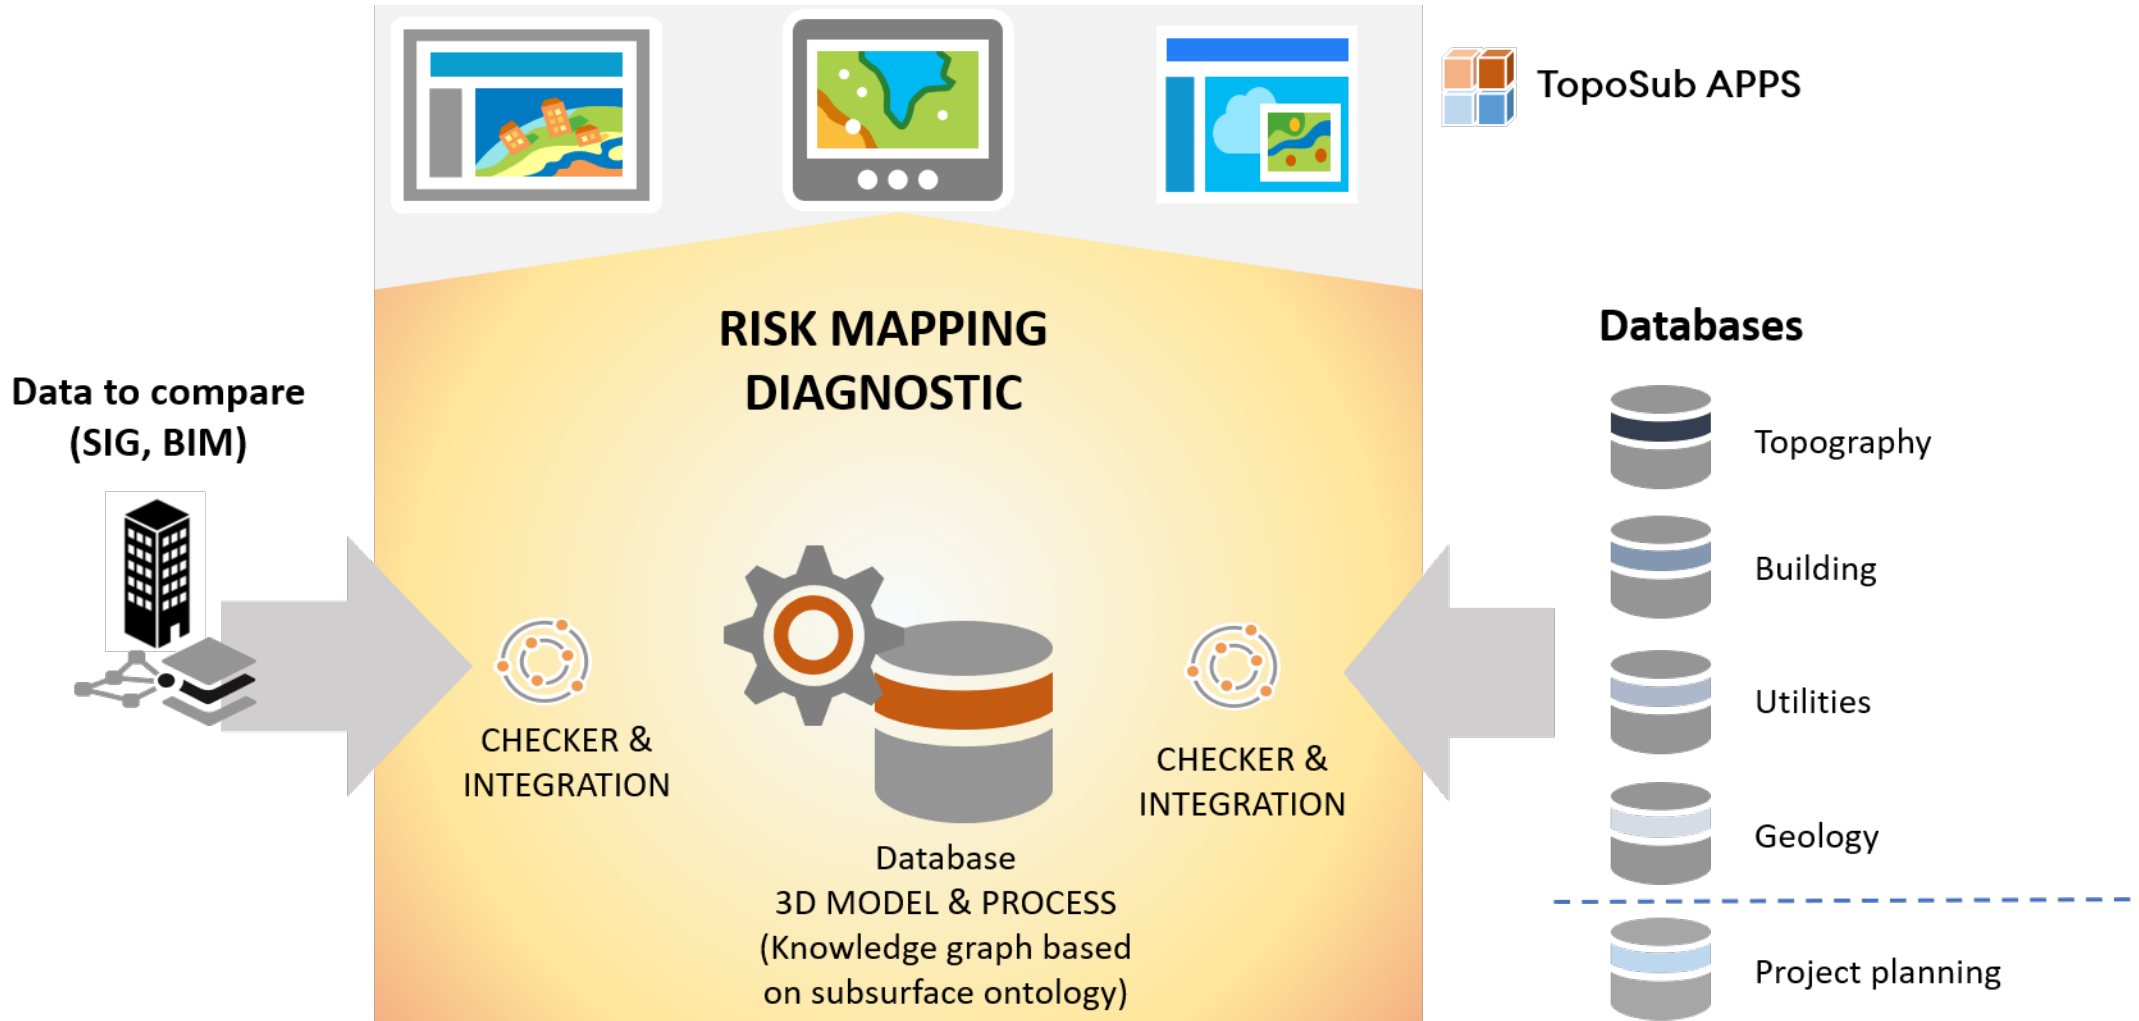 TopoSub APPS
RISK MAPPING
DIAGNOSTIC
Data to compare
(SIG, BIM)
CHECKER &
INTEGRATION
Database
3D MODEL & PROCESS
(Knowledge graph based
on subsurface ontology)
CHECKER &
INTEGRATION
Databases
Topography
Building
Utilities
Geology
Project planning